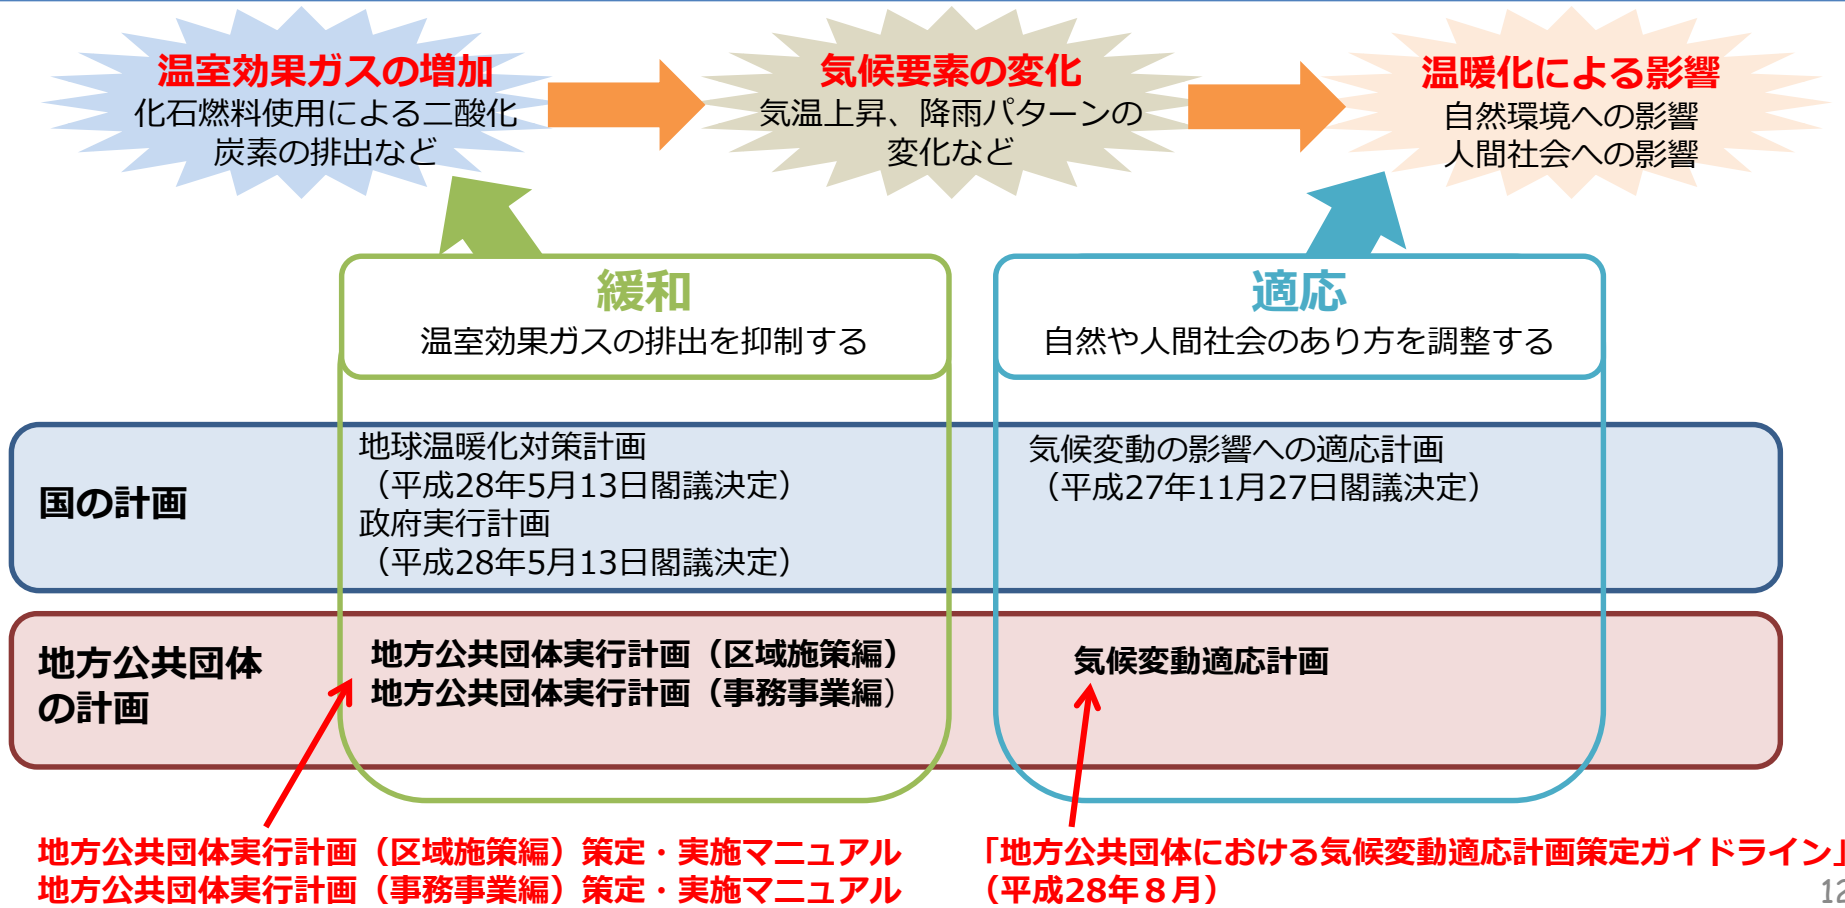 温室効果ガスの増加
化石燃料使用による二酸化
炭素の排出など
気候要素の変化
気温上昇、降雨パターンの
変化など
温暖化による影響
自然環境への影響
人間社会への影響
緩和
温室効果ガスの排出を抑制する
適応
自然や人間社会のあり方を調整する
国の計画
地球温暖化対策計画
（平成28年5月13日閣議決定）
政府実行計画
（平成28年5月13日閣議決定）
気候変動の影響への適応計画
（平成27年11月27日閣議決定）
地方公共団体
の計画
地方公共団体実行計画（区域施策編）
地方公共団体実行計画（事務事業編）
気候変動適応計画
地方公共団体実行計画（区域施策編）策定・実施マニュアル
地方公共団体実行計画（事務事業編）策定・実施マニュアル
「地方公共団体における気候変動適応計画策定ガイドライン」
（平成28年８月）
12